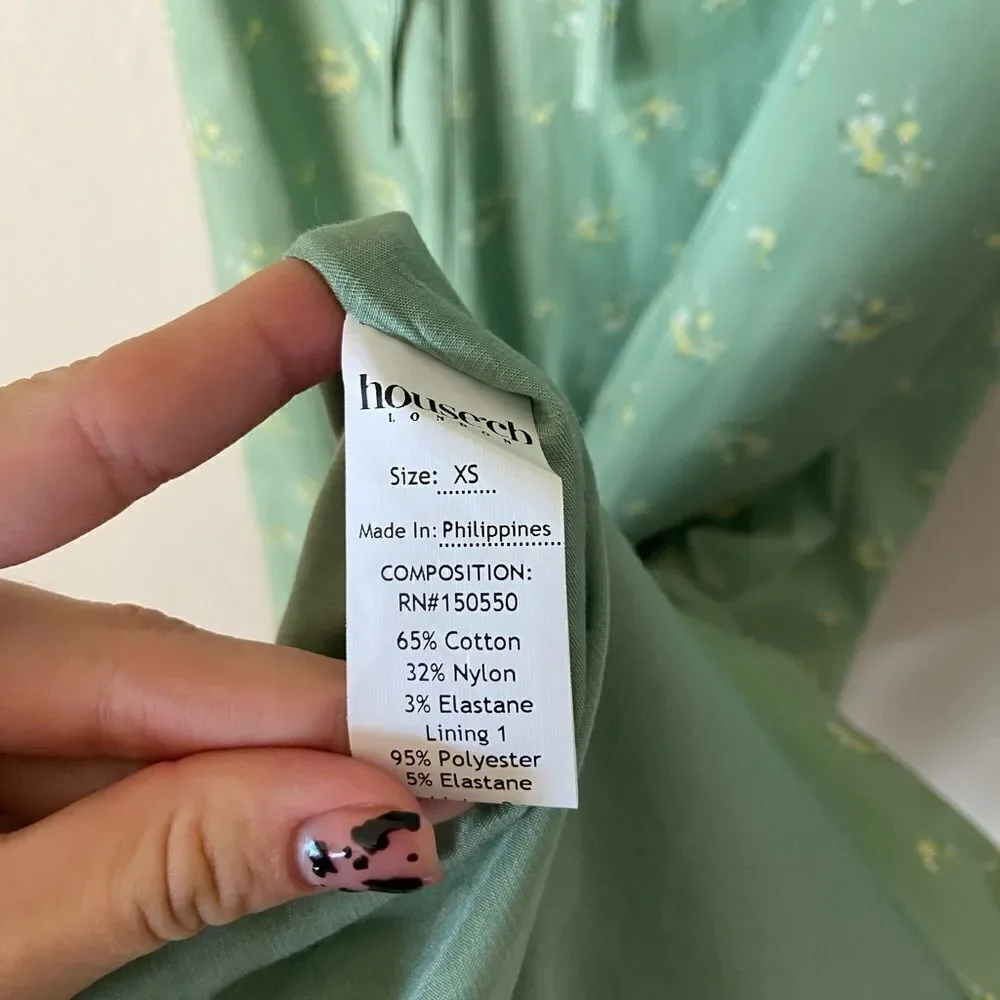 house of cb
LONDON
Size: XS
Made In: Philippines
COMPOSITION:
RN#150550
65% Cotton
32% Nylon
3% Elastane
Lining 1
95% Polyester
5% Elastane